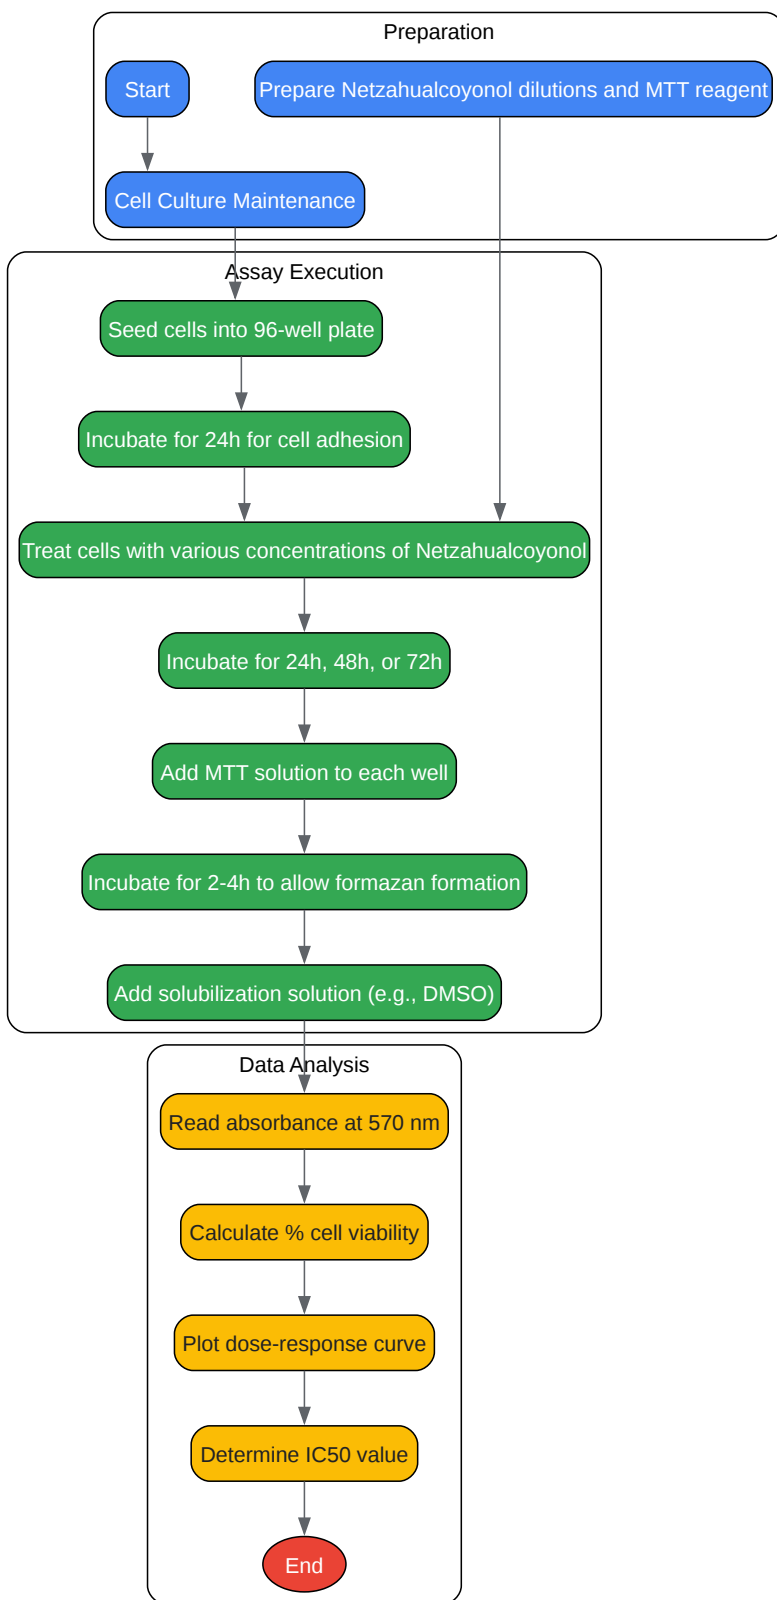 Preparation
Start
Prepare Netzahualcoyonol dilutions and MTT reagent
Cell Culture Maintenance
Assay Execution
Seed cells into 96-well plate
Incubate for 24h for cell adhesion
Treat cells with various concentrations of Netzahualcoyonol
Incubate for 24h, 48h, or 72h
Add MTT solution to each well
Incubate for 2-4h to allow formazan formation
Add solubilization solution (e.g., DMSO)
Data Analysis
Read absorbance at 570 nm
Calculate % cell viability
Plot dose-response curve
Determine IC50 value
End